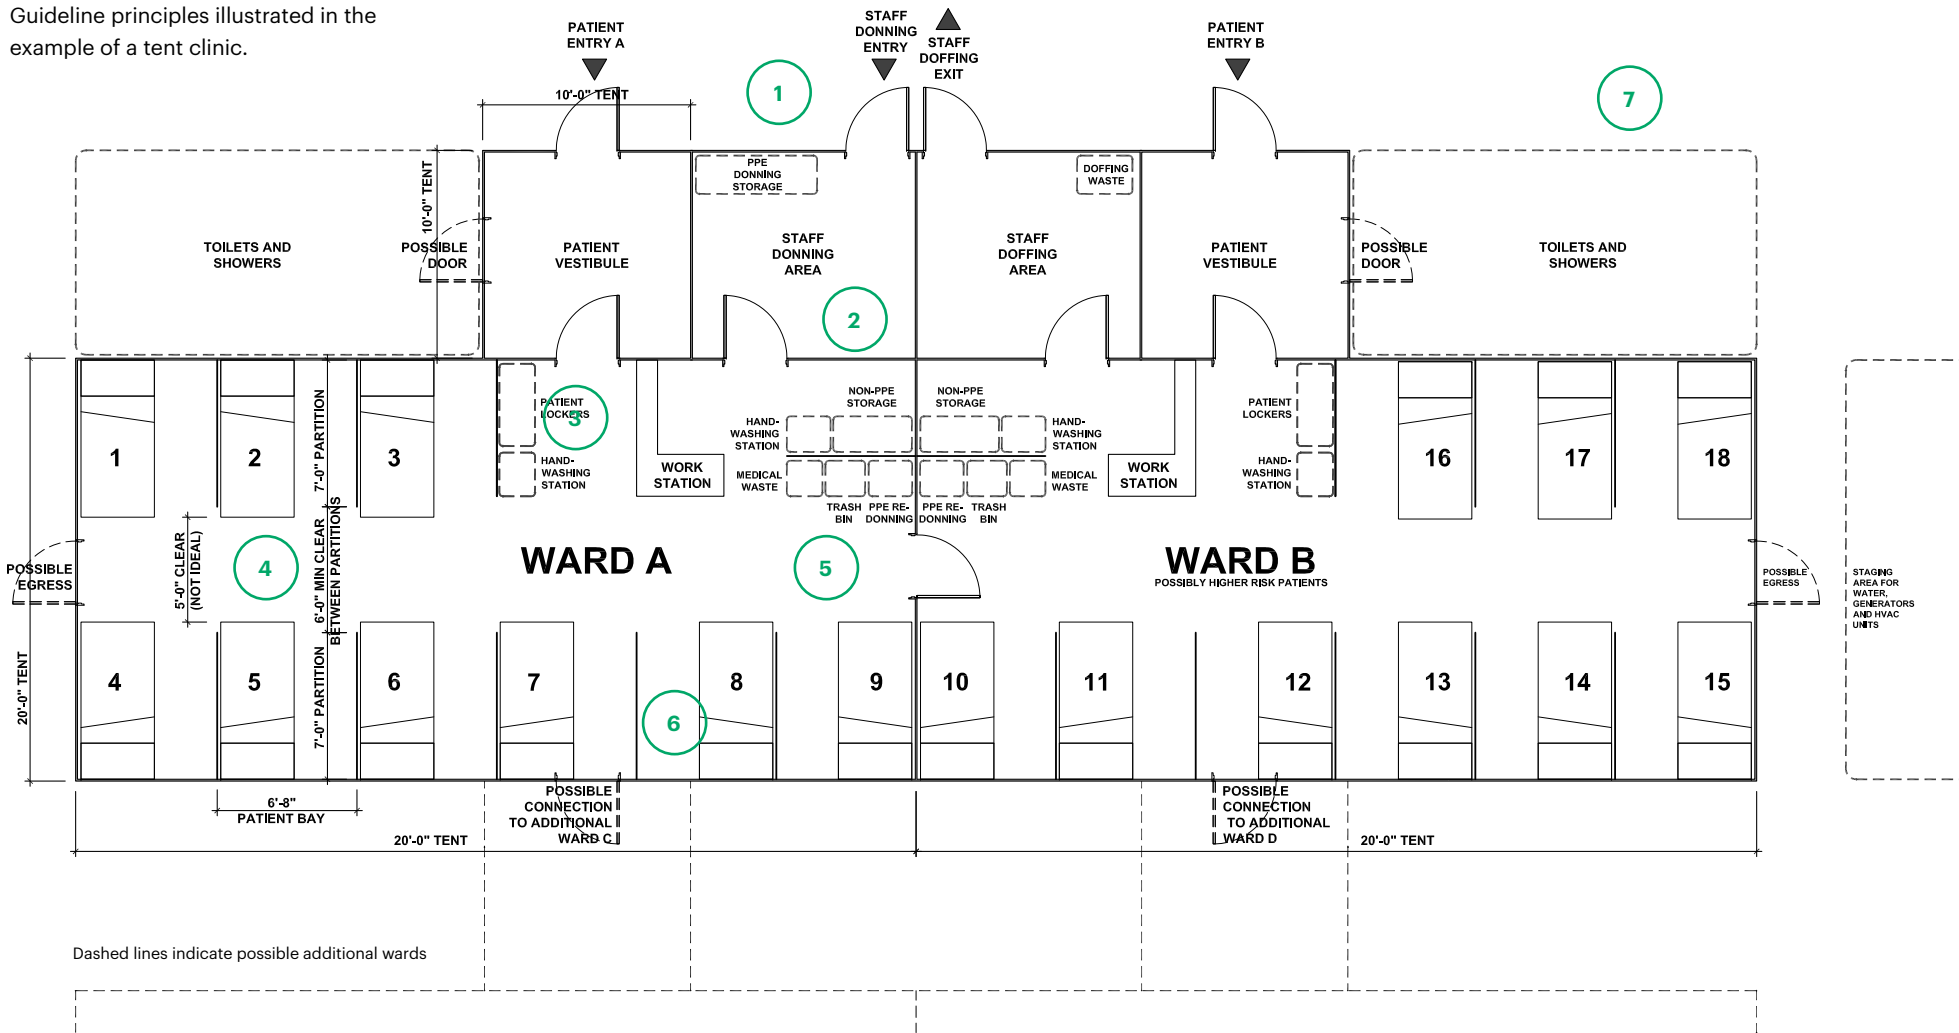 Guideline principles illustrated in the
example of a tent clinic.
PATIENT
ENTRY A
STAFF
DONNING
ENTRY
STAFF
DOFFING
EXIT
PATIENT
ENTRY B
1
7
10'-0" TENT
10'-0" TENT
PPE
DONNING
STORAGE
DOFFING
WASTE
TOILETS AND
SHOWERS
POSSIBLE
DOOR
PATIENT
VESTIBULE
STAFF
DONNING
AREA
STAFF
DOFFING
AREA
PATIENT
VESTIBULE
POSSIBLE
DOOR
TOILETS AND
SHOWERS
2
1
2
3
7'-0" PARTITION
PATIENT
LOCKERS
3
HAND-
WASHING
STATION
WORK
STATION
NON-PPE
STORAGE
HAND-
WASHING
STATION
MEDICAL
WASTE
TRASH
BIN
PPE RE-
DONNING
NON-PPE
STORAGE
HAND-
WASHING
STATION
MEDICAL
WASTE
PPE RE-
DONNING
TRASH
BIN
WORK
STATION
PATIENT
LOCKERS
HAND-
WASHING
STATION
16
17
18
POSSIBLE
EGRESS
5'-0" CLEAR
(NOT IDEAL)
4
6'-0" MIN CLEAR
BETWEEN PARTITIONS
WARD A
5
WARD B
POSSIBLY HIGHER RISK PATIENTS
POSSIBLE
EGRESS
STAGING
AREA FOR
WATER,
GENERATORS
AND HVAC
UNITS
20'-0" TENT
4
5
7'-0" PARTITION
6
7
6
8
9
10
11
12
13
14
15
6'-8"
PATIENT BAY
POSSIBLE
CONNECTION
TO ADDITIONAL
WARD C
POSSIBLE
CONNECTION
TO ADDITIONAL
WARD D
20'-0" TENT
20'-0" TENT
Dashed lines indicate possible additional wards